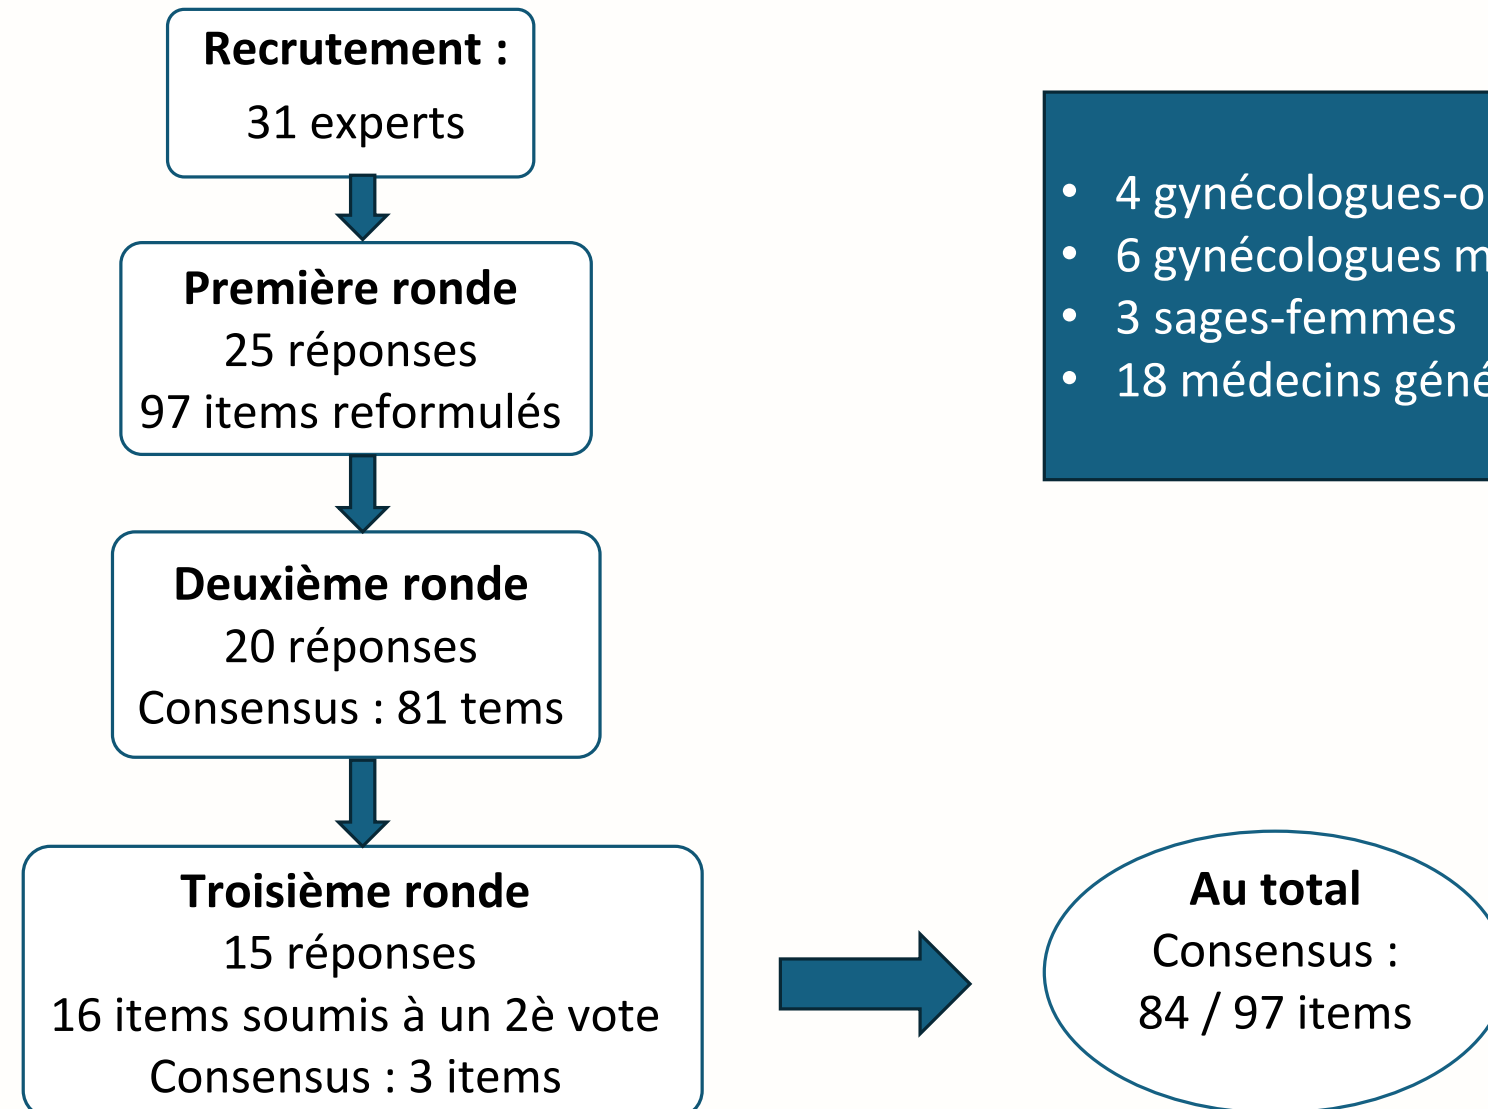 Recrutement :
31 experts
Première ronde
25 réponses
97 items reformulés
Deuxième ronde
20 réponses
Consensus : 81 tems
Troisième ronde
15 réponses
16 items soumis à un 2è vote
Consensus : 3 items
• 4 gynécologues-o
• 6 gynécologues m
• 3 sages-femmes
• 18 médecins géné
Au total
Consensus :
84 / 97 items